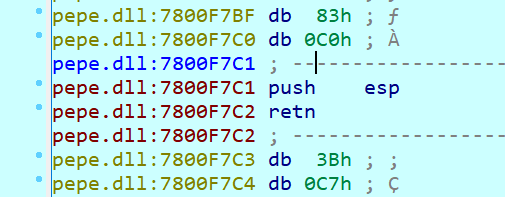 pepe.dll:7800F7BF db  83h ; ƒ
pepe.dll:7800F7C0 db 0C0h ; À
pepe.dll:7800F7C1 ; -------------------
pepe.dll:7800F7C1 push    esp
pepe.dll:7800F7C2 retn
pepe.dll:7800F7C2 ; -------------------
pepe.dll:7800F7C3 db  3Bh ; ;
pepe.dll:7800F7C4 db 0C7h ; Ç